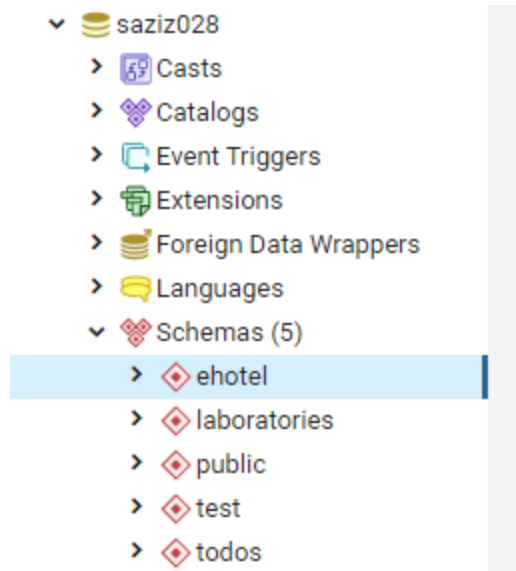 saziz028
Casts
Catalogs
Event Triggers
Extensions
Foreign Data Wrappers
Languages
Schemas (5)
ehotel
laboratories
public
test
todos